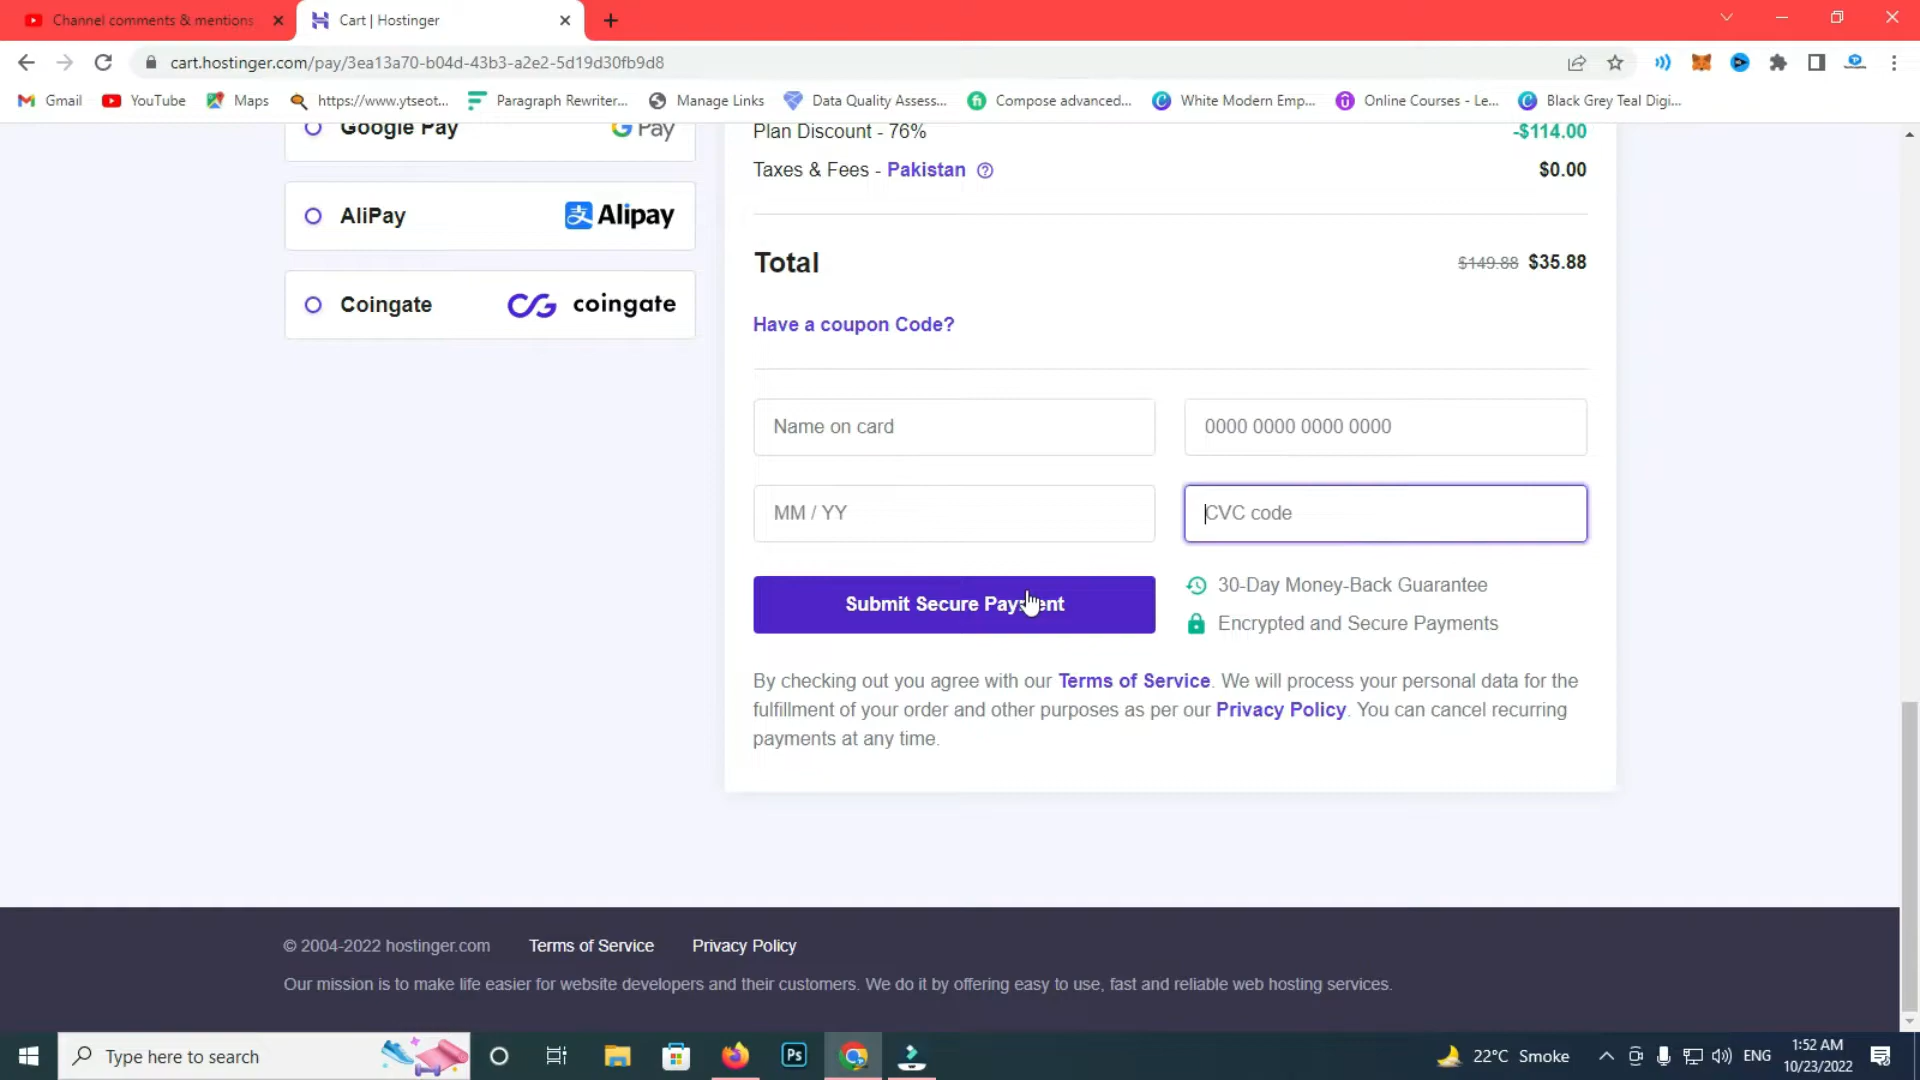 Channel comments & mentions
Cart | Hostinger
cart.hostinger.com/pay/3ea13a70-b04d-43b3-a2e2-5d19d30fb9d8
Gmail
YouTube
Maps
https://www.ytseot...
Paragraph Rewriter...
Manage Links
Data Quality Assess...
Compose advanced...
White Modern Emp...
Online Courses - Le...
Black Grey Teal Digi...
Google Pay
G Pay
AliPay
支 Alipay
Coingate
CG coingate
Plan Discount - 76%
-$114.00
Taxes & Fees - Pakistan
$0.00
Total
$149.88 $35.88
Have a coupon Code?
Name on card
0000 0000 0000 0000
MM / YY
CVC code
Submit Secure Payment
30-Day Money-Back Guarantee
Encrypted and Secure Payments
By checking out you agree with our Terms of Service. We will process your personal data for the
fulfillment of your order and other purposes as per our Privacy Policy. You can cancel recurring
payments at any time.
© 2004-2022 hostinger.com
Terms of Service
Privacy Policy
Our mission is to make life easier for website developers and their customers. We do it by offering easy to use, fast and reliable web hosting services.
Type here to search
Ps
22°C Smoke
ENG
1:52 AM
10/23/2022